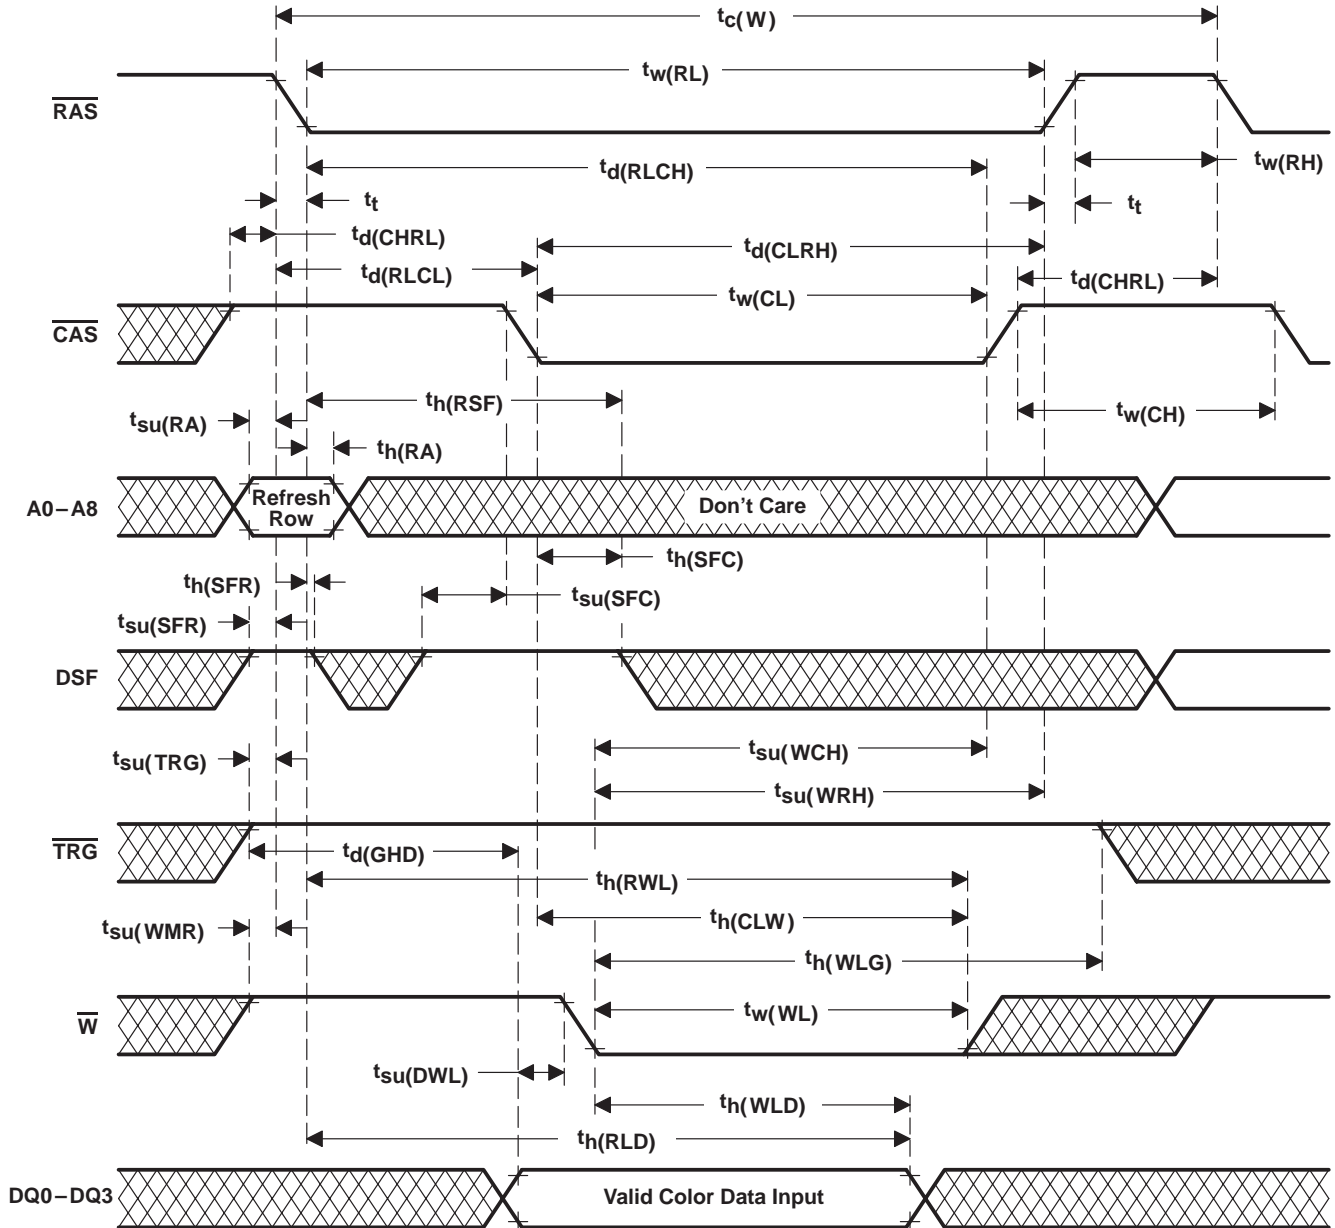 tc(W)
tw(RL)
RAS
td(RLCH)
tw(RH)
tt
tt
td(CHRL)
td(CLRH)
td(RLCL)
td(CHRL)
tw(CL)
CAS
th(RSF)
tsu(RA)
tw(CH)
th(RA)
A0–A8
Refresh
Row
Don't Care
th(SFC)
th(SFR)
tsu(SFC)
tsu(SFR)
DSF
tsu(WCH)
tsu(TRG)
tsu(WRH)
TRG
td(GHD)
th(RWL)
th(CLW)
tsu(WMR)
th(WLG)
tw(WL)
W
tsu(DWL)
th(WLD)
th(RLD)
DQ0–DQ3
Valid Color Data Input